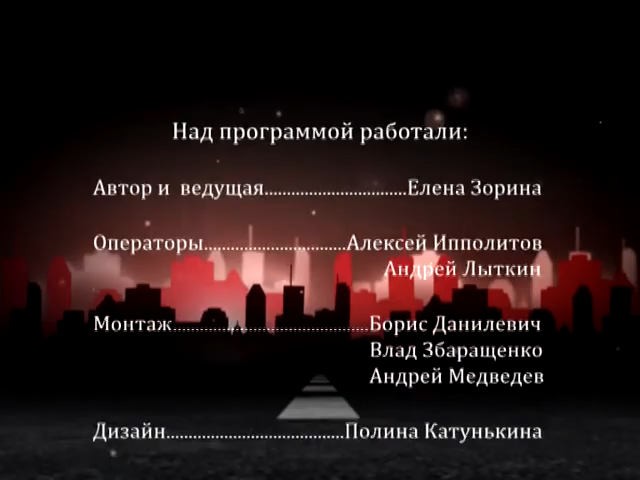 Над программой работали:
Автор и ведущая................................Елена Зорина
Операторы................................Алексей Ипполитов
Андрей Лыткин
Монтаж............................................Борис Данилевич
Влад Збаращенко
Андрей Медведев
Дизайн........................................Полина Катунькина